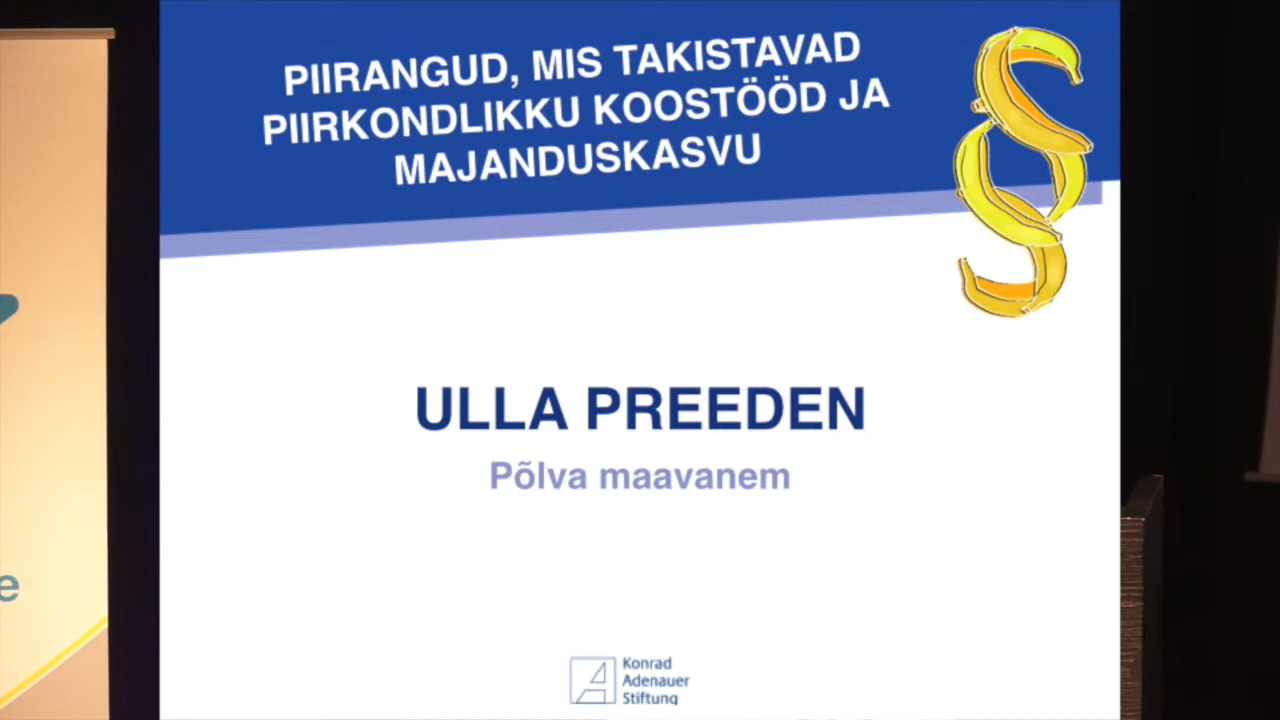 PIIRANGUD, MIS TAKISTAVAD
PIIRKONDLIKKU KOOSTÖÖD JA
MAJANDUSKASVU
ULLA PREEDEN
Põlva maavanem
e
Konrad
Adenauer
Stiftung